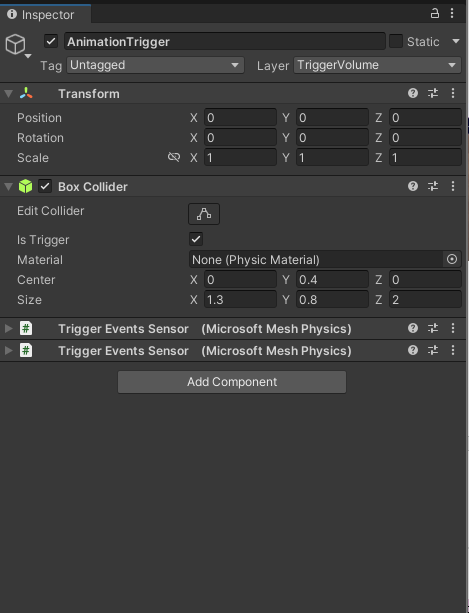 Inspector
AnimationTrigger Static
Tag Untagged Layer TriggerVolume
Transform
Position X 0 Y 0 Z 0
Rotation X 0 Y 0 Z 0
Scale X 1 Y 1 Z 1
Box Collider
Edit Collider
Is Trigger
Material None (Physic Material)
Center X 0 Y 0.4 Z 0
Size X 1.3 Y 0.8 Z 2
# Trigger Events Sensor (Microsoft Mesh Physics)
# Trigger Events Sensor (Microsoft Mesh Physics)
Add Component